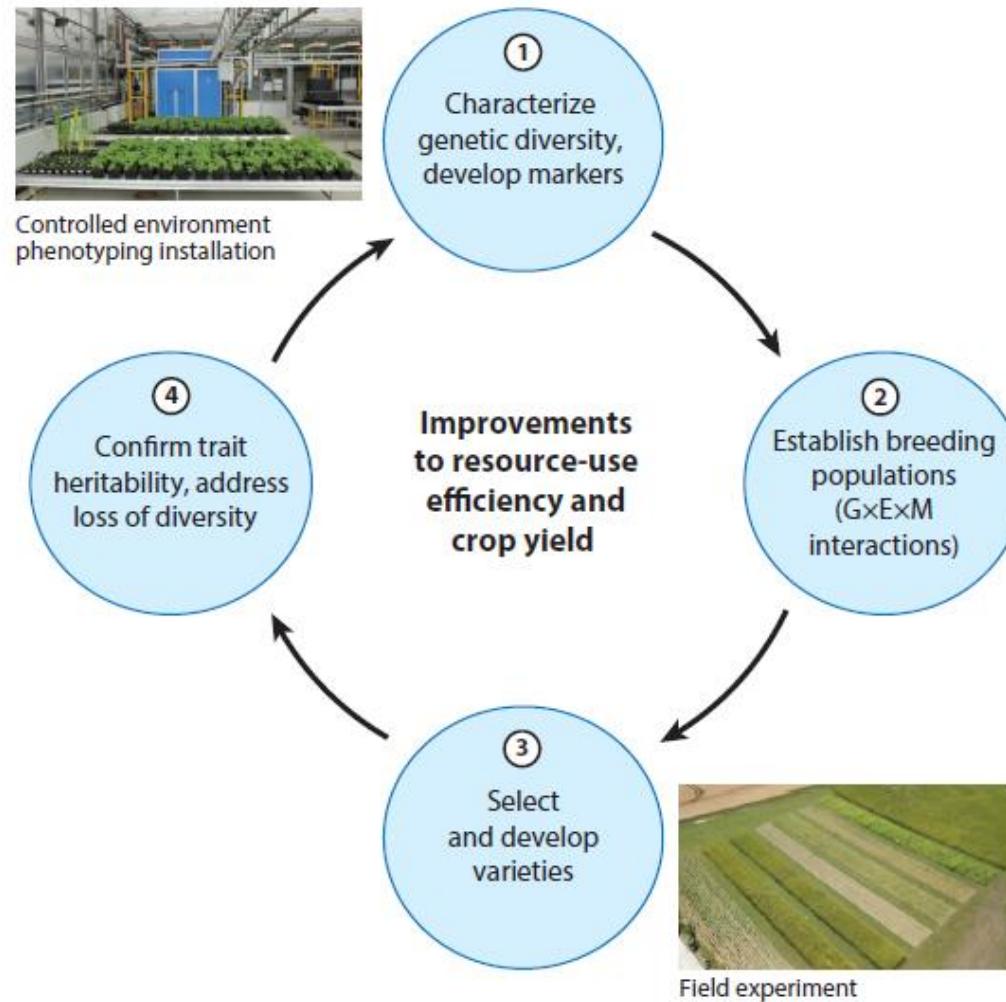 1
Characterize
genetic diversity,
develop markers
Controlled environment
phenotyping installation
2
Establish breeding
populations
(G×E×M
interactions)
4
Confirm trait
heritability, address
loss of diversity
Improvements
to resource-use
efficiency and
crop yield
3
Select
and develop
varieties
Field experiment